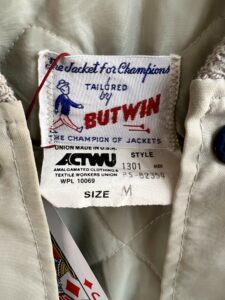 The Jacket for Champions
TAILORED
by
BUTWIN
THE CHAMPION OF JACKETS
UNION MADE IN U.S.A.
ACTWU
AMALGAMATED CLOTHING &
TEXTILE WORKERS UNION
WPL 10069
STYLE
1301
SIZE M